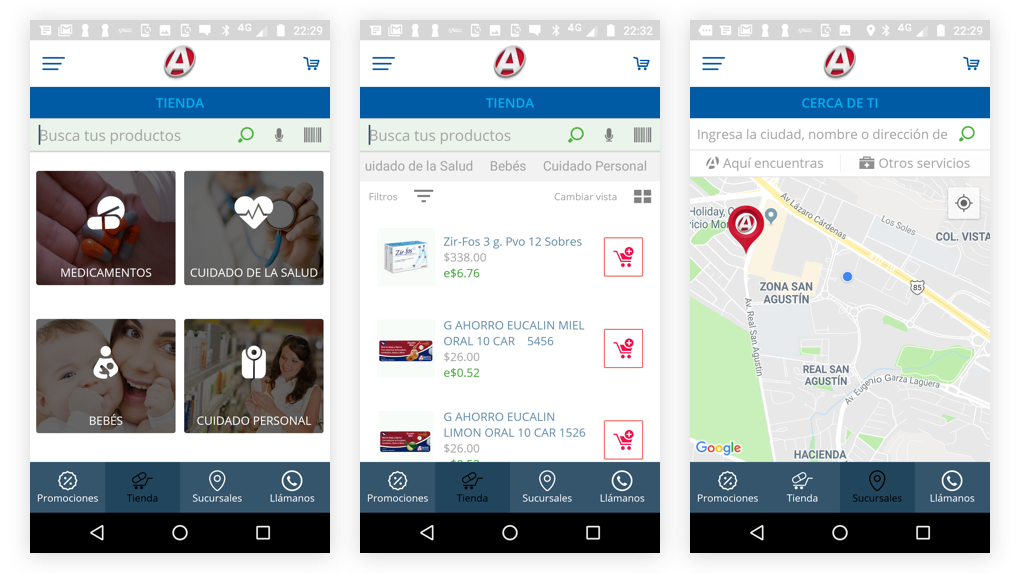 4G 22:29
TIENDA
Busca tus productos
MEDICAMENTOS
CUIDADO DE LA SALUD
BEBÉS
CUIDADO PERSONAL
Promociones
Tienda
Sucursales
Llámanos
4G 22:32
TIENDA
Busca tus productos
uidado de la Salud Bebés Cuidado Personal
Filtros Cambiar vista
Zir-Fos 3 g. Pvo 12 Sobres
$338.00
e$6.76
Zir-fos
G AHORRO EUCALIN MIEL
ORAL 10 CAR 5456
$26.00
e$0.52
G AHORRO EUCALIN
LIMON ORAL 10 CAR 1526
$26.00
Promociones
Tienda
Sucursales
Llámanos
4G 22:29
CERCA DE TI
Ingresa la ciudad, nombre o dirección de
Aquí encuentras
Otros servicios
Holiday, C
vicio Mo
A
Av Lázaro Cárdenas
Los Soles
COL. VISTA
ZONA SAN
AGUSTÍN
85
Av. Real San Agustin
REAL SAN
AGUSTÍN
Av. Eugenio Garza Lagüera
HACIENDA
Google
Promociones
Tienda
Sucursales
Llámanos